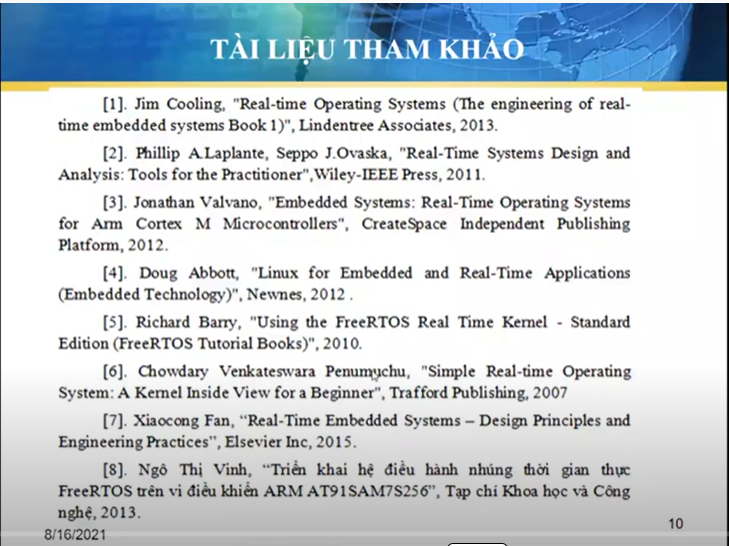 TÀI LIỆU THAM KHẢO
[1]. Jim Cooling, "Real-time Operating Systems (The engineering of real-
time embedded systems Book 1)", Lindentree Associates, 2013.
[2]. Phillip A.Laplante, Seppo J.Ovaska, "Real-Time Systems Design and
Analysis: Tools for the Practitioner",Wiley-IEEE Press, 2011.
[3]. Jonathan Valvano, "Embedded Systems: Real-Time Operating Systems
for Arm Cortex M Microcontrollers", CreateSpace Independent Publishing
Platform, 2012.
[4]. Doug Abbott, "Linux for Embedded and Real-Time Applications
(Embedded Technology)", Newnes, 2012 .
[5]. Richard Barry, "Using the FreeRTOS Real Time Kernel - Standard
Edition (FreeRTOS Tutorial Books)", 2010.
[6]. Chowdary Venkateswara Penumuchu, "Simple Real-time Operating
System: A Kernel Inside View for a Beginner", Trafford Publishing, 2007
[7]. Xiaocong Fan, “Real-Time Embedded Systems – Design Principles and
Engineering Practices”, Elsevier Inc, 2015.
[8]. Ngô Thị Vinh, “Triển khai hệ điều hành nhúng thời gian thực
FreeRTOS trên vi điều khiển ARM AT91SAM7S256”, Tạp chí Khoa học và Công
nghệ, 2013.
8/16/2021
10